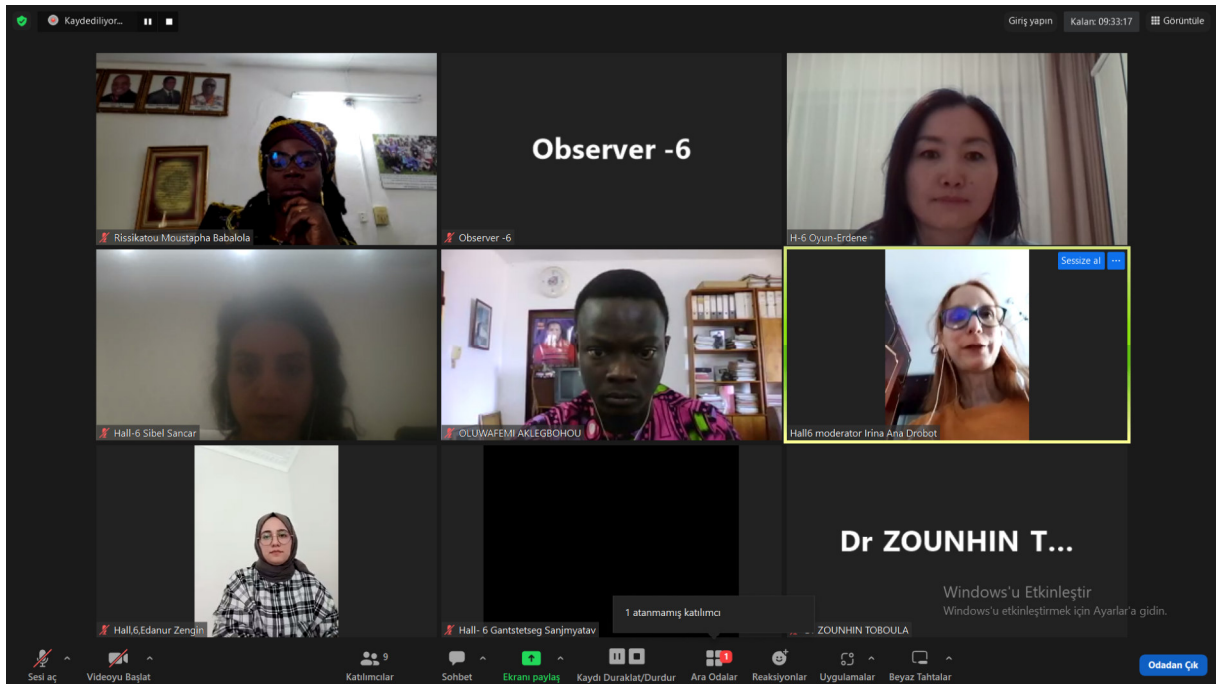 Kaydediliyor...
Giriş yapın
Kalan: 09:33:17
Görüntüle
Rissikatou Moustapha Babalola
Observer -6
Observer -6
H-6 Oyun-Erdene
Hall-6 Sibel Sancar
OLUWAFEMI AKLEGBOHOU
Sessize al
Hall6 moderator Irina Ana Drobot
Hall,6,Edanur Zengin
Hall- 6 Gantstetseg Sanjmyatav
Dr ZOUNHIN T...
ZOUNHIN TOBOULA
1 atanmamış katılımcı
Windows'u Etkinleştir
Windows'u etkinleştirmek için Ayarlar'a gidin.
Sesi aç
Videoyu Başlat
9
Katılımcılar
Sohbet
Ekranı paylaş
Kaydı Duraklat/Durdur
1
Ara Odalar
Reaksiyonlar
Uygulamalar
Beyaz Tahtalar
Odadan Çık